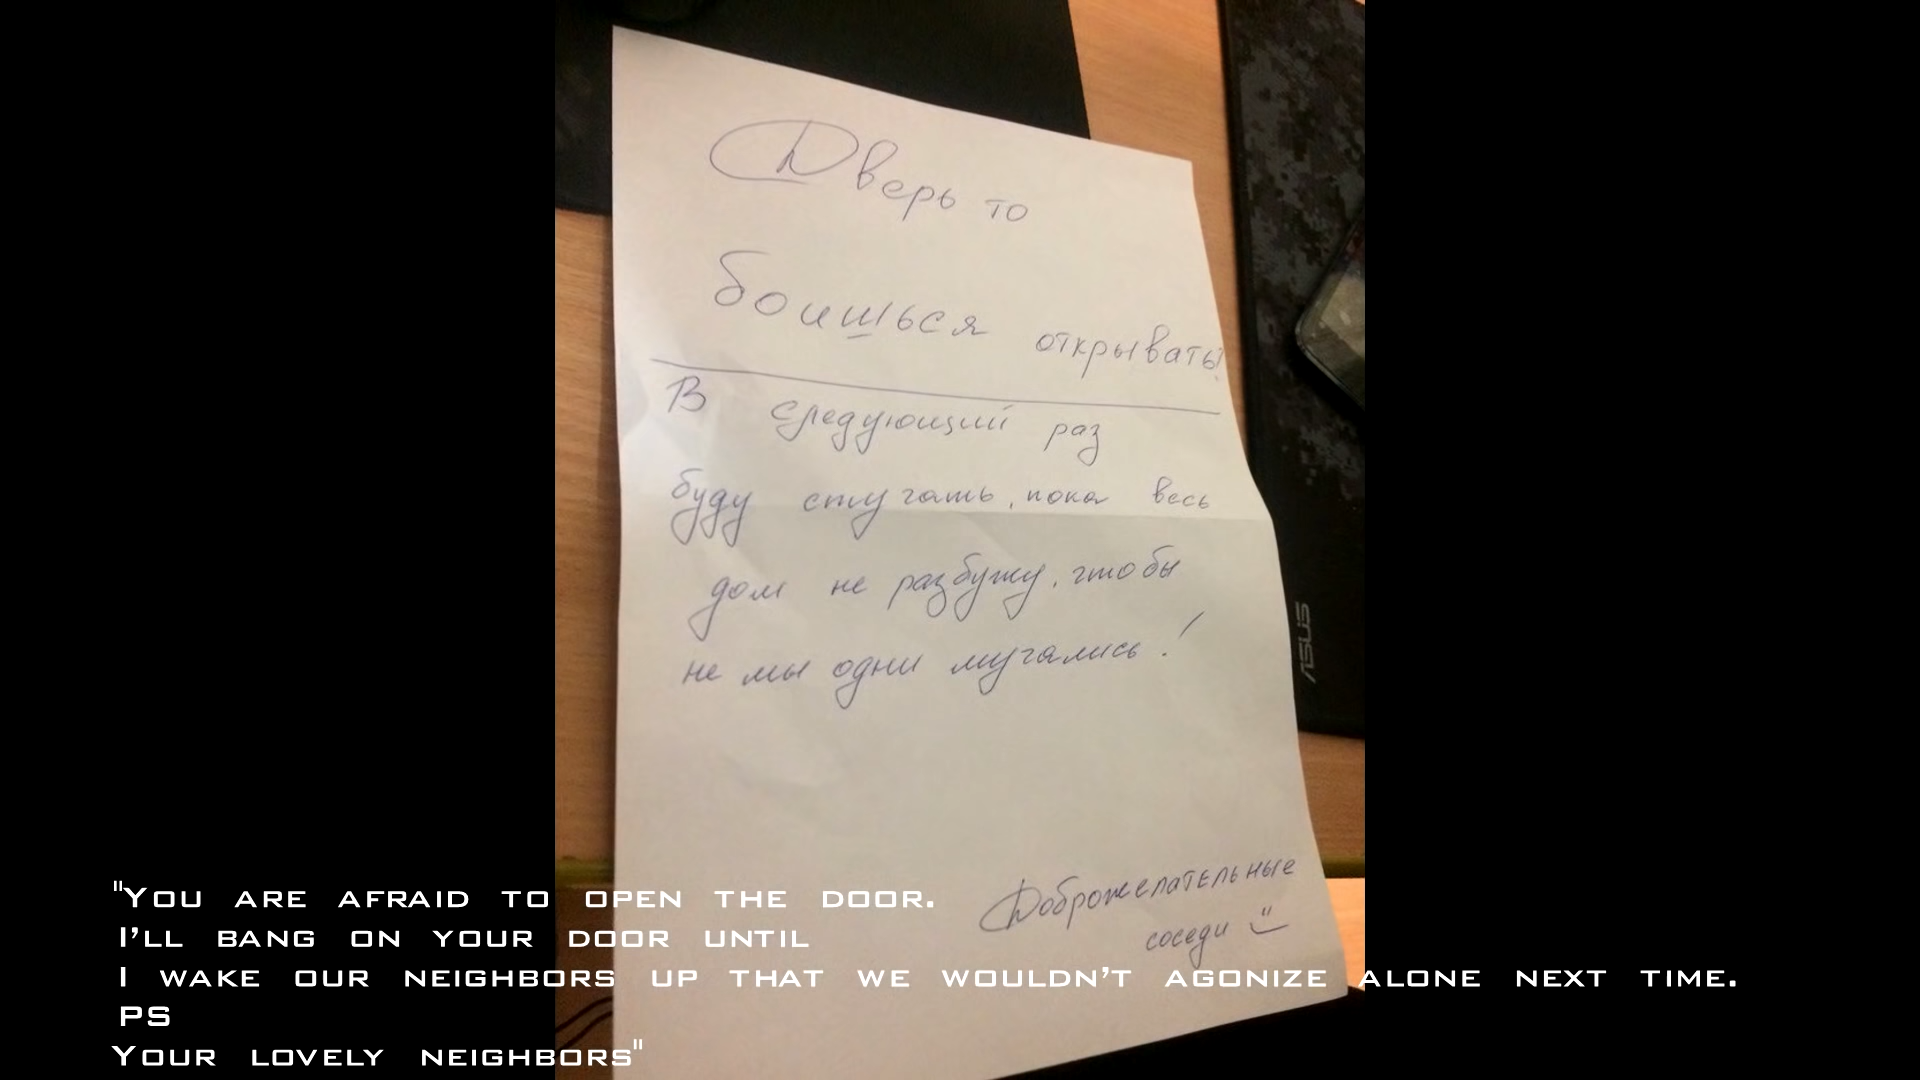 Дверь то
боишься открывать!
В следующий раз
буду стучать, пока весь
дом не разбужу, чтобы
не мы одни мучались!
Доброжелательные
соседи
ASUS
"You are afraid to open the door.
I'll bang on your door until
I wake our neighbors up that we wouldn't agonize alone next time.
PS
Your lovely neighbors"